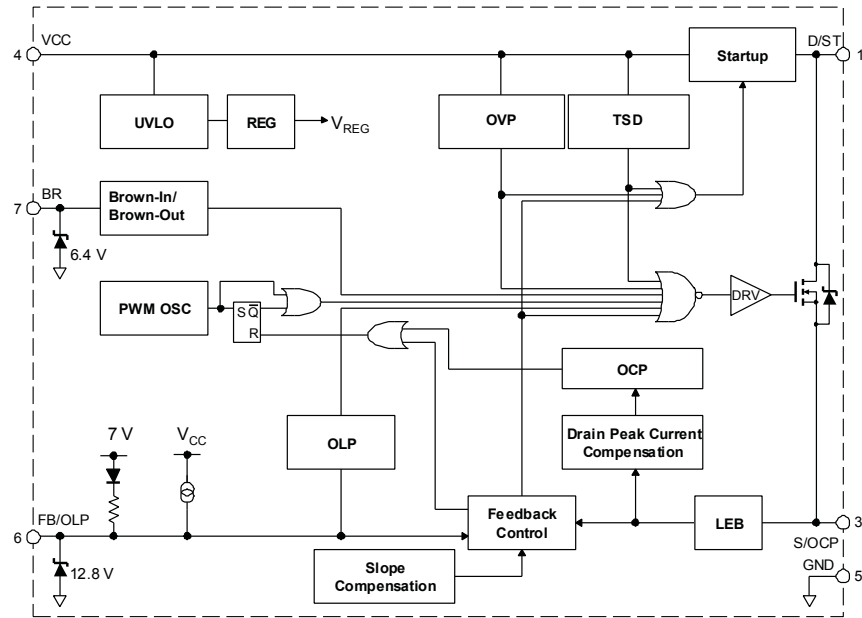 VCC
D/ST
4
1
Startup
UVLO
REG
VREG
OVP
TSD
BR
7
Brown-In/
Brown-Out
6.4 V
PWM OSC
S Q̅
R
DRV
OCP
7 V
VCC
OLP
Drain Peak Current
Compensation
FB/OLP
6
Feedback
Control
LEB
3
S/OCP
12.8 V
Slope
Compensation
GND
5